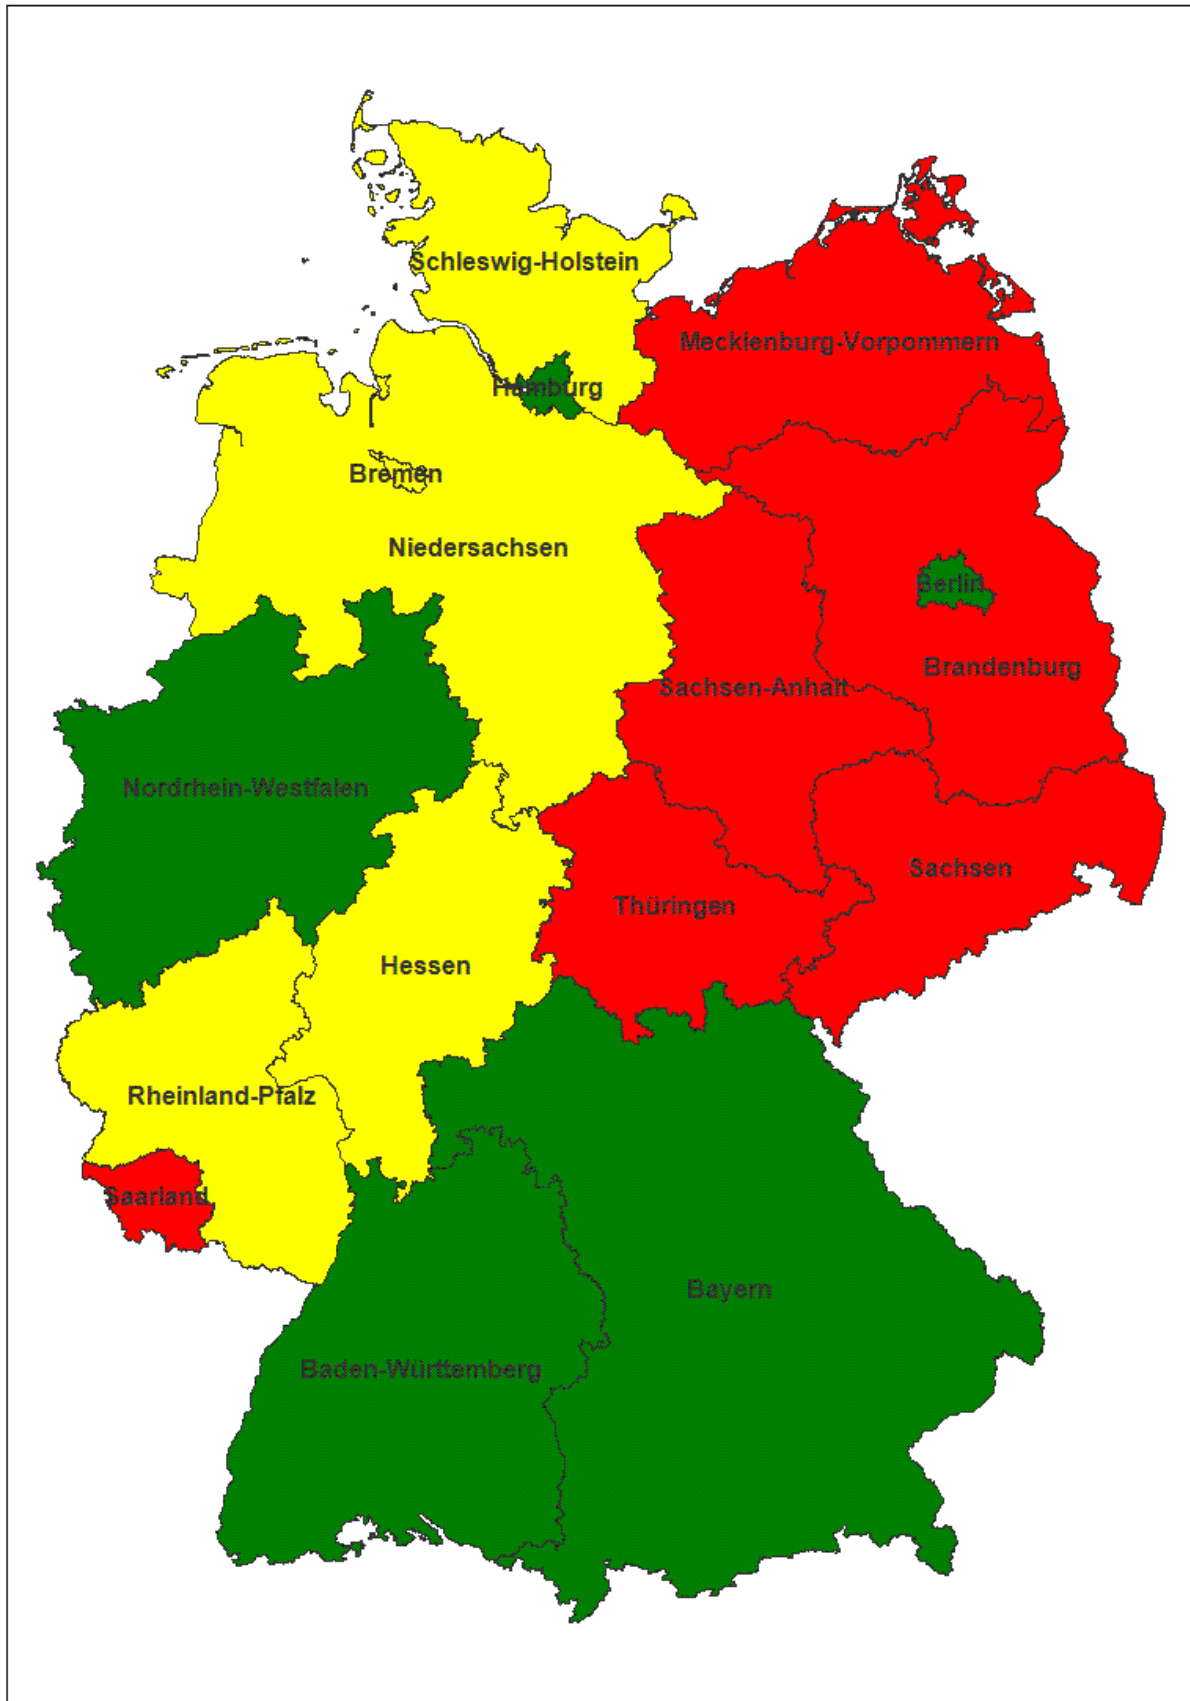 Schleswig-Holstein
Mecklenburg-Vorpommern
Hamburg
Bremen
Niedersachsen
Berlin
Brandenburg
Sachsen-Anhalt
Nordrhein-Westfalen
Sachsen
Thüringen
Hessen
Rheinland-Pfalz
Saarland
Bayern
Baden-Württemberg